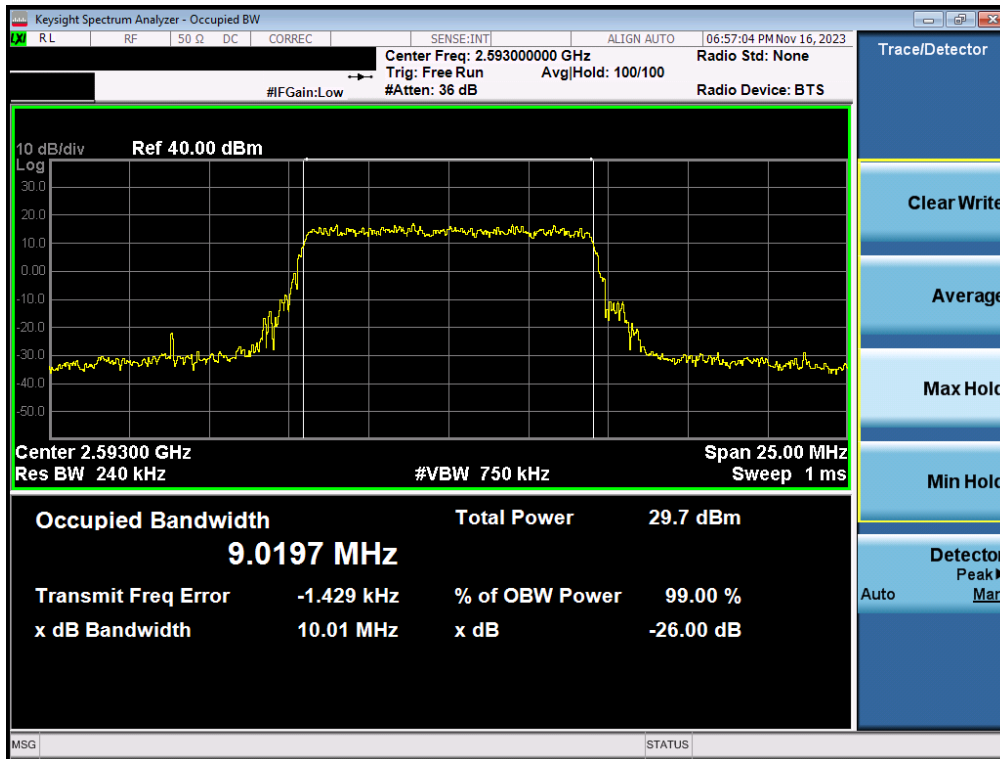 Keysight Spectrum Analyzer - Occupied BW
LXI RL RF 50 Ω DC CORREC SENSE:INT ALIGN AUTO 06:57:04 PM Nov 16, 2023
Center Freq: 2.593000000 GHz Radio Std: None
Trig: Free Run Avg|Hold: 100/100
#IFGain:Low #Atten: 36 dB Radio Device: BTS
Trace/Detector
10 dB/div Ref 40.00 dBm
Log
30.0
20.0
10.0
0.00
-10.0
-20.0
-30.0
-40.0
-50.0
Center 2.59300 GHz Span 25.00 MHz
Res BW 240 kHz #VBW 750 kHz Sweep 1 ms
Occupied Bandwidth Total Power 29.7 dBm
9.0197 MHz
Transmit Freq Error -1.429 kHz % of OBW Power 99.00 %
x dB Bandwidth 10.01 MHz x dB -26.00 dB
Clear Write
Average
Max Hold
Min Hold
Detector
Peak
Auto Man
MSG STATUS